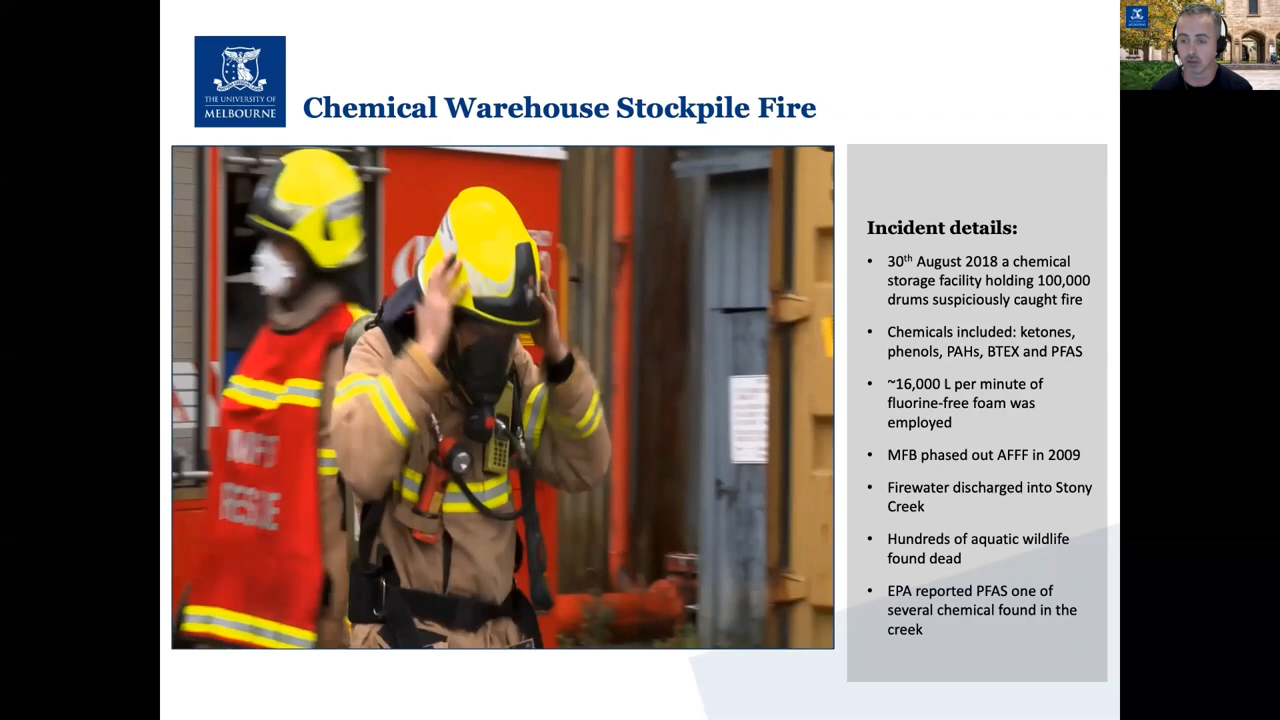 THE UNIVERSITY OF
MELBOURNE
Chemical Warehouse Stockpile Fire
MFB
RESCUE
Incident details:
• 30th August 2018 a chemical
storage facility holding 100,000
drums suspiciously caught fire
• Chemicals included: ketones,
phenols, PAHs, BTEX and PFAS
• ~16,000 L per minute of
fluorine-free foam was
employed
• MFB phased out AFFF in 2009
• Firewater discharged into Stony
Creek
• Hundreds of aquatic wildlife
found dead
• EPA reported PFAS one of
several chemical found in the
creek